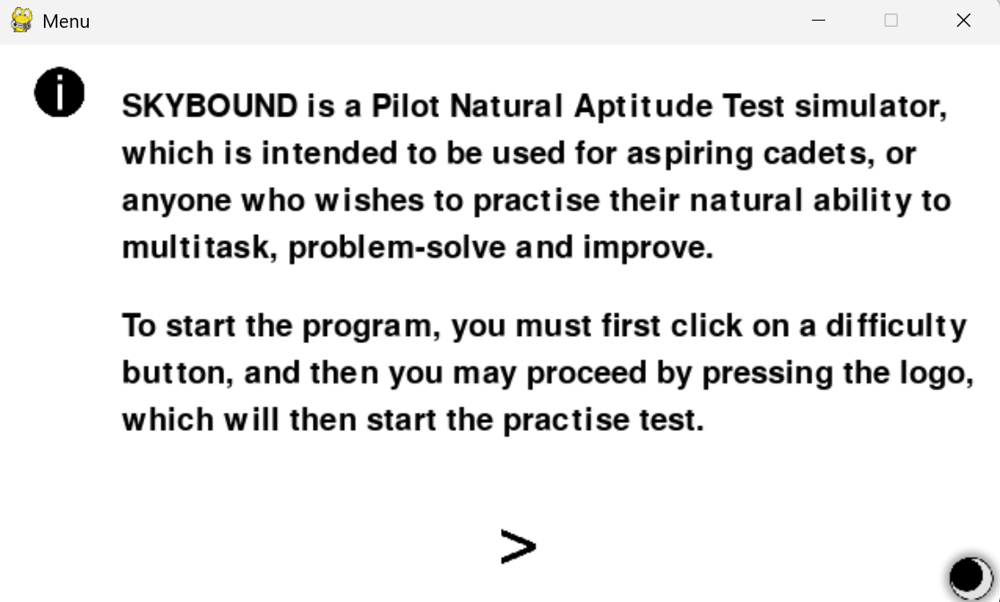 Menu
i
SKYBOUND is a Pilot Natural Aptitude Test simulator,
which is intended to be used for aspiring cadets, or
anyone who wishes to practise their natural ability to
multitask, problem-solve and improve.
To start the program, you must first click on a difficulty
button, and then you may proceed by pressing the logo,
which will then start the practise test.
>